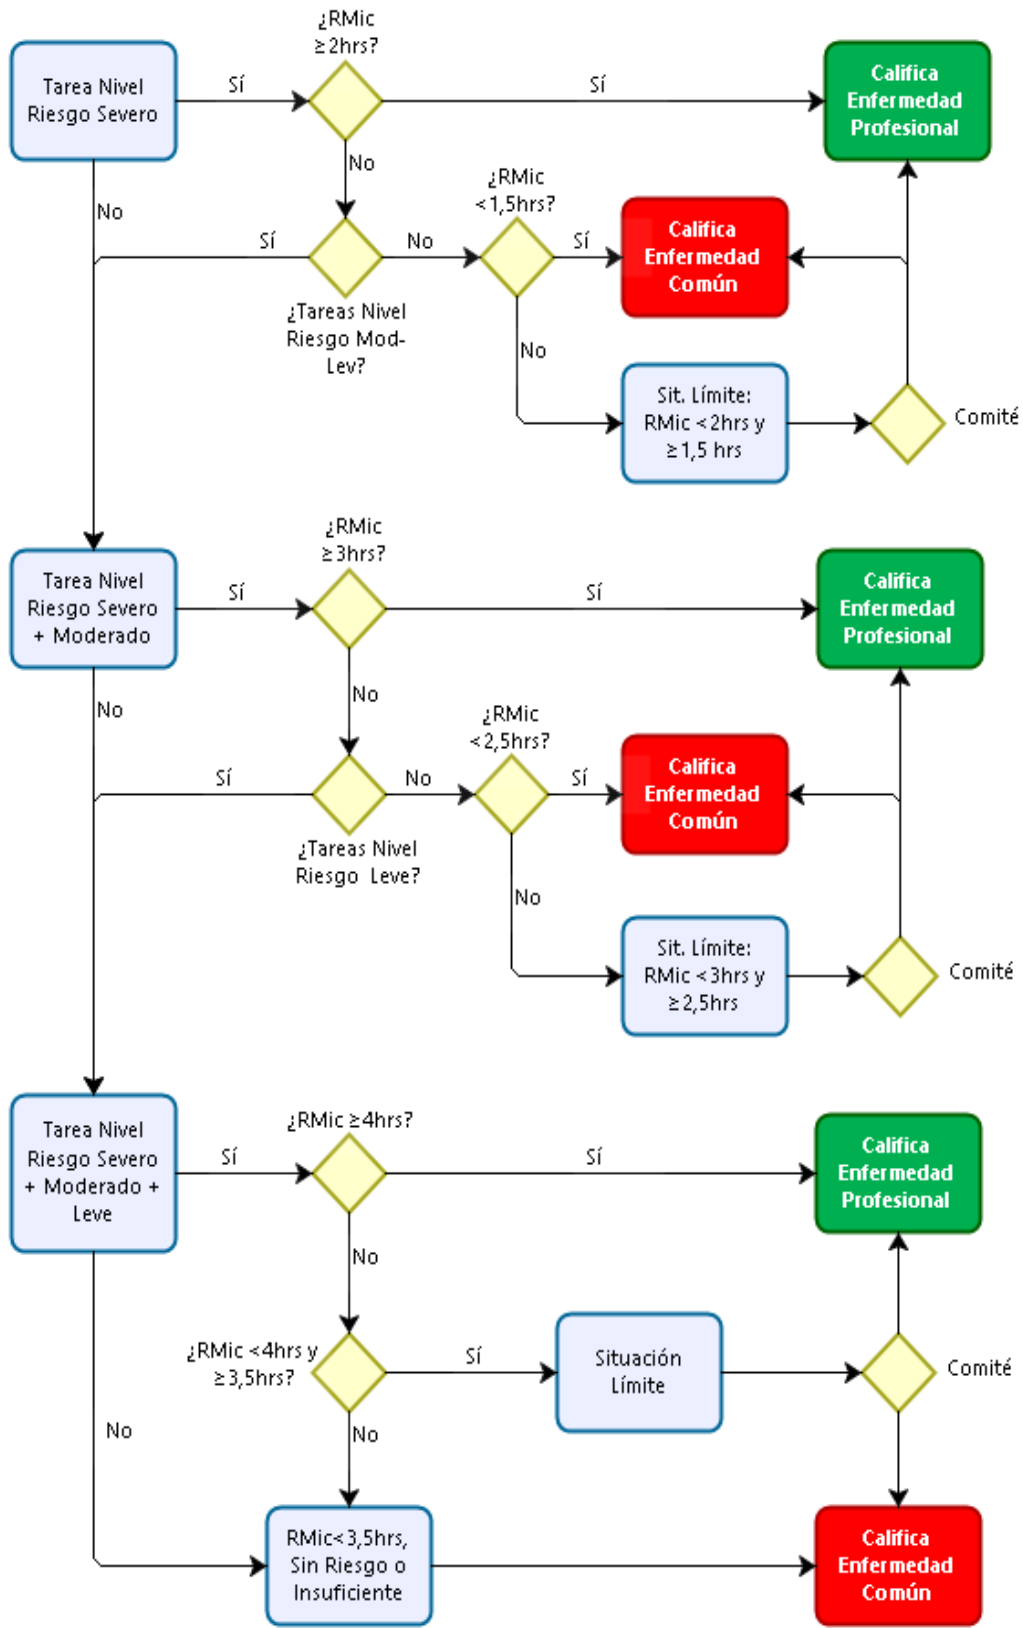 ¿RMic
≥2hrs?
Tarea Nivel
Riesgo Severo
Sí
Sí
Califica
Enfermedad
Profesional
No
No
¿RMic
<1,5hrs?
Sí
No
Sí
Califica
Enfermedad
Común
¿Tareas Nivel
Riesgo Mod-
Lev?
No
Sit. Límite:
RMic <2hrs y
≥1,5 hrs
Comité
¿RMic
≥3hrs?
Tarea Nivel
Riesgo Severo
+ Moderado
Sí
Sí
Califica
Enfermedad
Profesional
No
No
¿RMic
<2,5hrs?
Sí
No
Sí
Califica
Enfermedad
Común
¿Tareas Nivel
Riesgo Leve?
No
Sit. Límite:
RMic <3hrs y
≥2,5hrs
Comité
¿RMic ≥4hrs?
Tarea Nivel
Riesgo Severo
+ Moderado +
Leve
Sí
Sí
Califica
Enfermedad
Profesional
No
¿RMic <4hrs y
≥3,5hrs?
Sí
Situación
Límite
Comité
No
No
RMic<3,5hrs,
Sin Riesgo o
Insuficiente
Califica
Enfermedad
Común